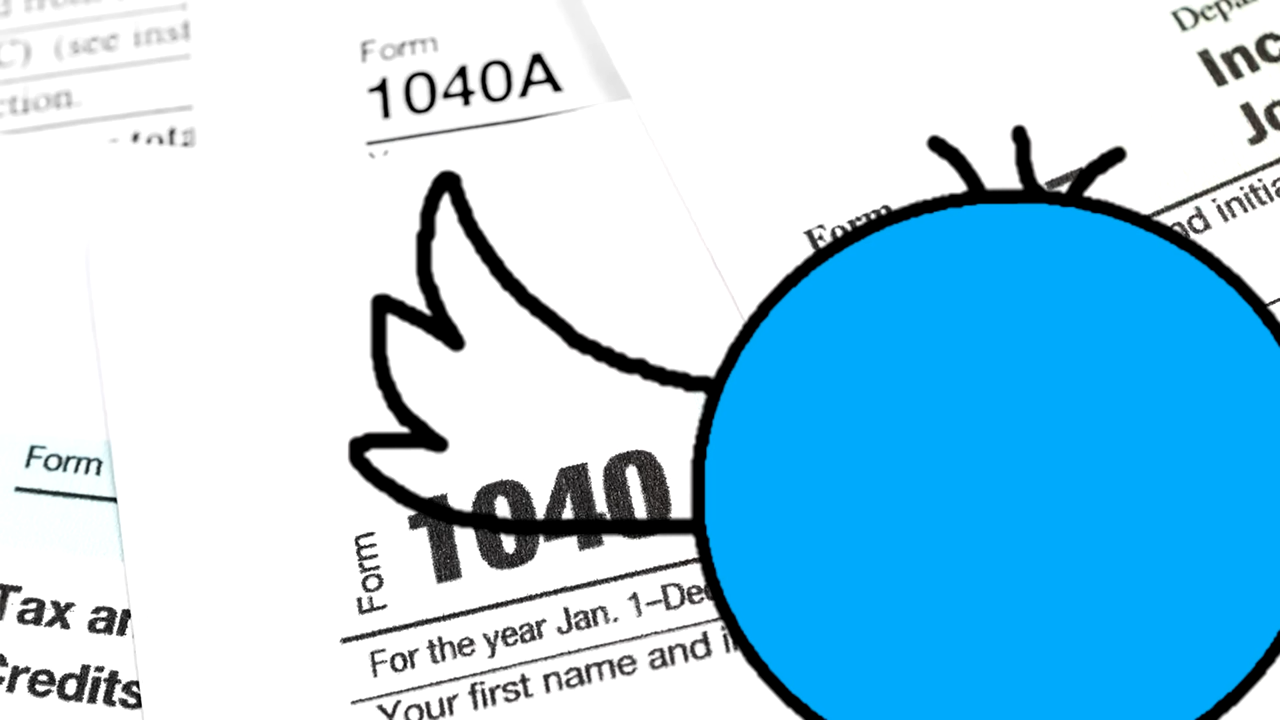 C) (see inst
ction.
Form
1040A
Form
Tax ar
Credits
Form
1040
For the year Jan. 1–Dec
Your first name and i
Form
Depa
Inc
Jo
nd initia